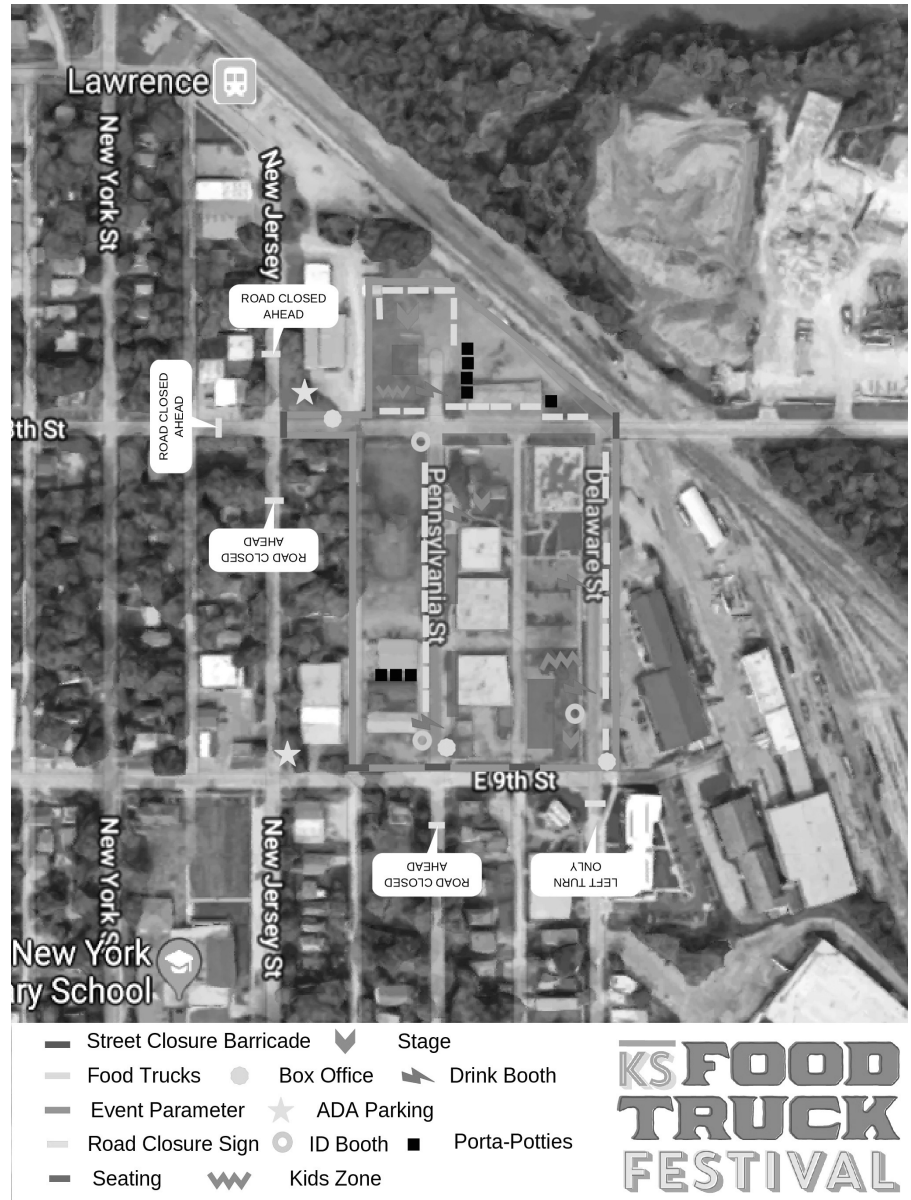 Lawrence
New York St
New Jersey
ROAD CLOSED
AHEAD
ROAD CLOSED
AHEAD
8th St
ROAD CLOSED
AHEAD
Pennsylvania St
Delaware St
E 9th St
New York St
New Jersey St
ROAD CLOSED
AHEAD
LEFT TURN
ONLY
New York
ry School
Street Closure Barricade
Stage
Food Trucks
Box Office
Drink Booth
Event Parameter
ADA Parking
Road Closure Sign
ID Booth
Porta-Potties
Seating
Kids Zone
KS FOOD
TRUCK
FESTIVAL